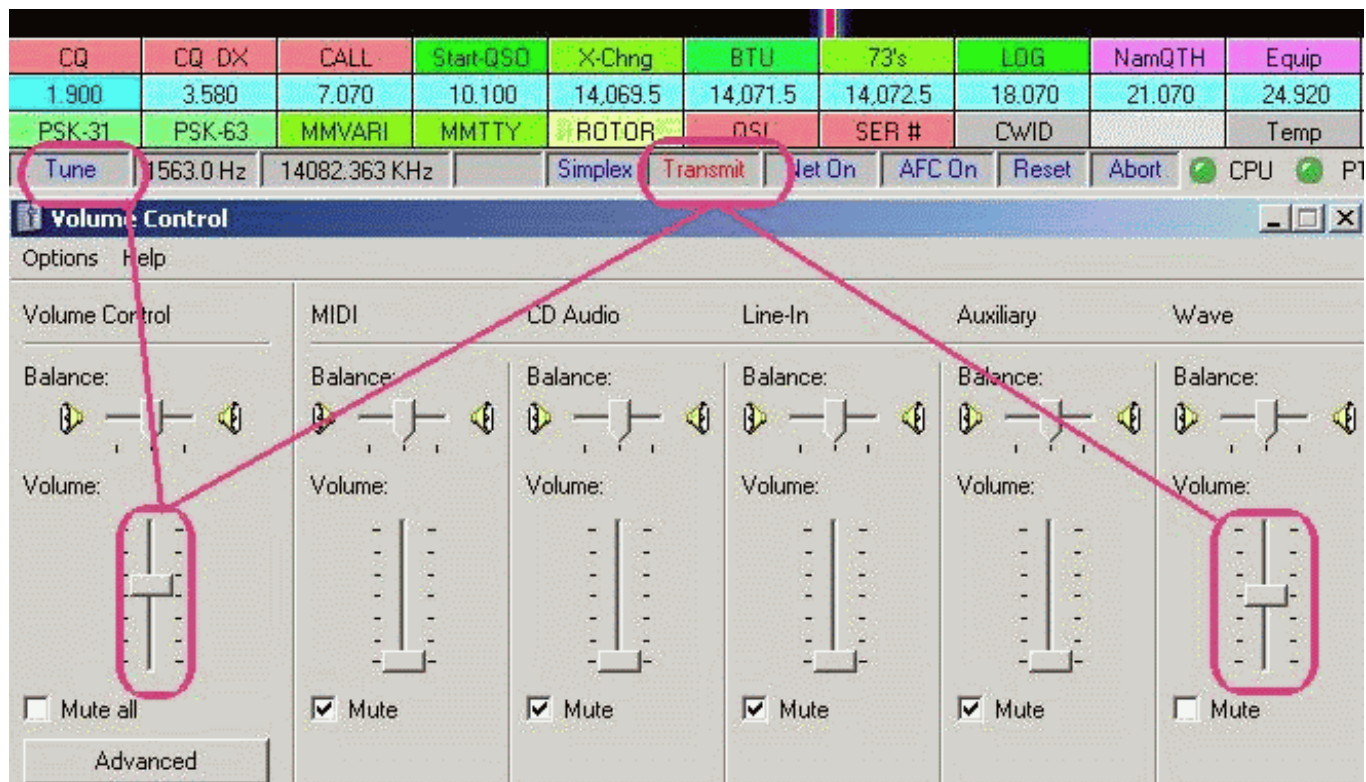 CQ CQ DX CALL Start-QSO X-Chng BTU 73's LOG NamQTH Equip
1.900 3.580 7.070 10.100 14,069.5 14,071.5 14,072.5 18.070 21.070 24.920
PSK-31 PSK-63 MMVARI MMTTY ROTOR QSL SER # CWID Temp
Tune 1563.0 Hz 14082.363 KHz Simplex Transmit Net On AFC On Reset Abort CPU PT
Volume Control
Options Help
Volume Control MIDI CD Audio Line-In Auxiliary Wave
Balance: Balance: Balance: Balance: Balance: Balance:
Volume: Volume: Volume: Volume: Volume: Volume:
Mute all Mute Mute Mute Mute Mute
Advanced